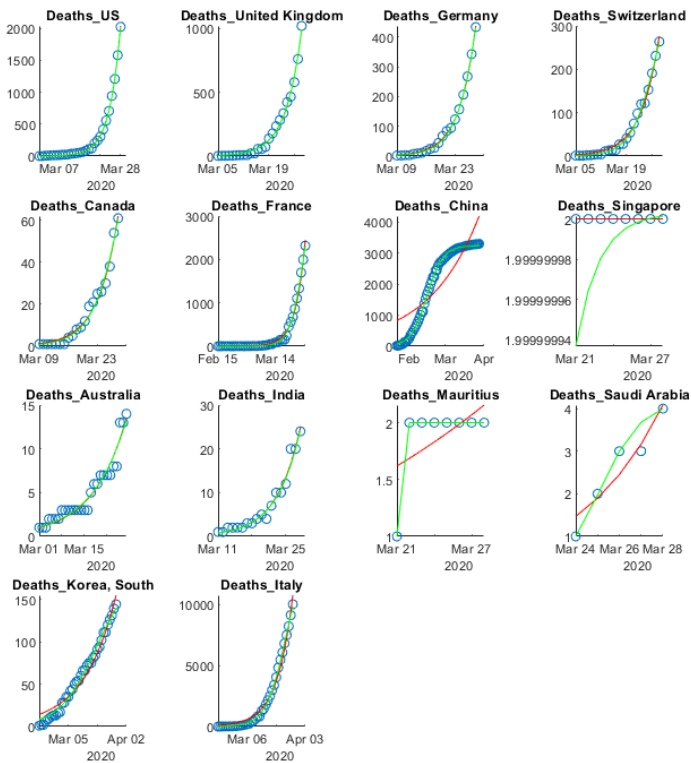 Deaths_US
2000
1500
1000
500
0
Mar 07
Mar 28
2020
Deaths_United Kingdom
1000
500
0
Mar 05
Mar 19
2020
Deaths_Germany
400
300
200
100
0
Mar 09
Mar 23
2020
Deaths_Switzerland
300
200
100
0
Mar 05
Mar 19
2020
Deaths_Canada
60
40
20
0
Mar 09
Mar 23
2020
Deaths_France
3000
2000
1000
0
Feb 15
Mar 14
2020
Deaths_China
4000
3000
2000
1000
0
Feb
Mar
Apr
2020
Deaths_Singapore
2
1.99999998
1.99999996
1.99999994
Mar 21
Mar 27
2020
Deaths_Australia
15
10
5
0
Mar 01
Mar 15
2020
Deaths_India
30
20
10
0
Mar 11
Mar 25
2020
Deaths_Mauritius
2
1.5
1
Mar 21
Mar 27
2020
Deaths_Saudi Arabia
4
3
2
1
Mar 24
Mar 26
Mar 28
2020
Deaths_Korea, South
150
100
50
0
Mar 05
Apr 02
2020
Deaths_Italy
10000
5000
0
Mar 06
Apr 03
2020